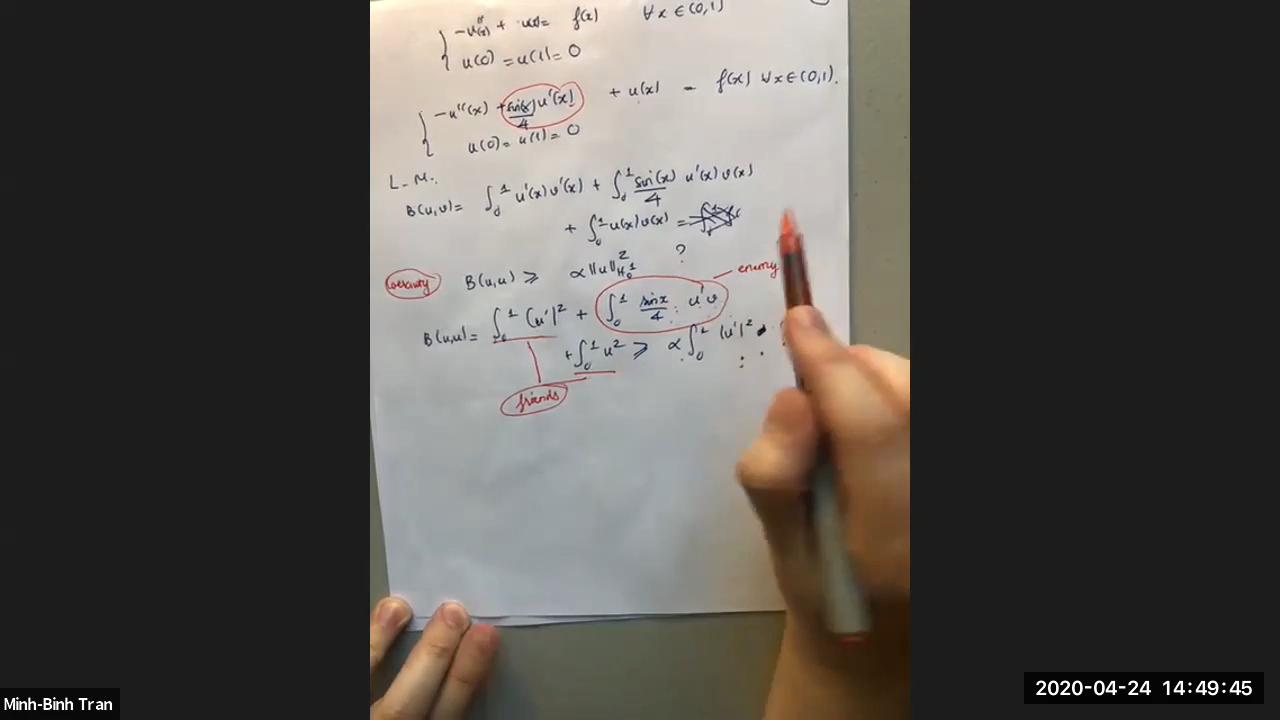 -u''(x) + u(x) = f(x) ∀x ∈ (0,1)
u(0) = u(1) = 0
-u''(x) + sin(x)/4 u'(x) + u(x) = f(x) ∀x ∈ (0,1).
u(0) = u(1) = 0
L-M.
B(u,v) = ∫₀¹ u'(x)v'(x) + ∫₀¹ sin(x)/4 u'(x)v(x)
+ ∫₀¹ u(x)v(x) =
?
coercivity B(u,u) ≥ α‖u‖²_{H₀¹}
enemy
B(u,u) = ∫₀¹ (u')² + ∫₀¹ sinx/4 u'v
+ ∫₀¹ u² ≥ α∫₀¹ |u'|²
friends
Minh-Binh Tran
2020-04-24 14:49:45